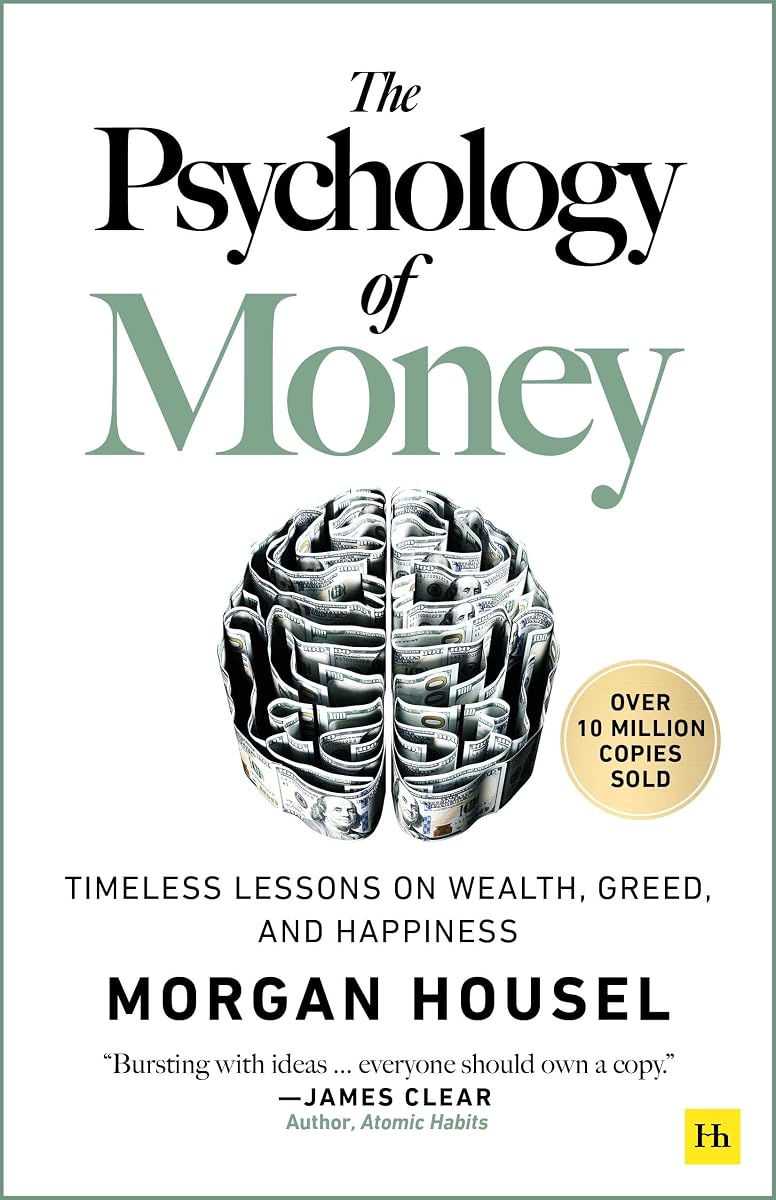 The
Psychology
of
Money
OVER
10 MILLION
COPIES
SOLD
TIMELESS LESSONS ON WEALTH, GREED,
AND HAPPINESS
MORGAN HOUSEL
“Bursting with ideas ... everyone should own a copy.”
—JAMES CLEAR
Author, Atomic Habits
Hh